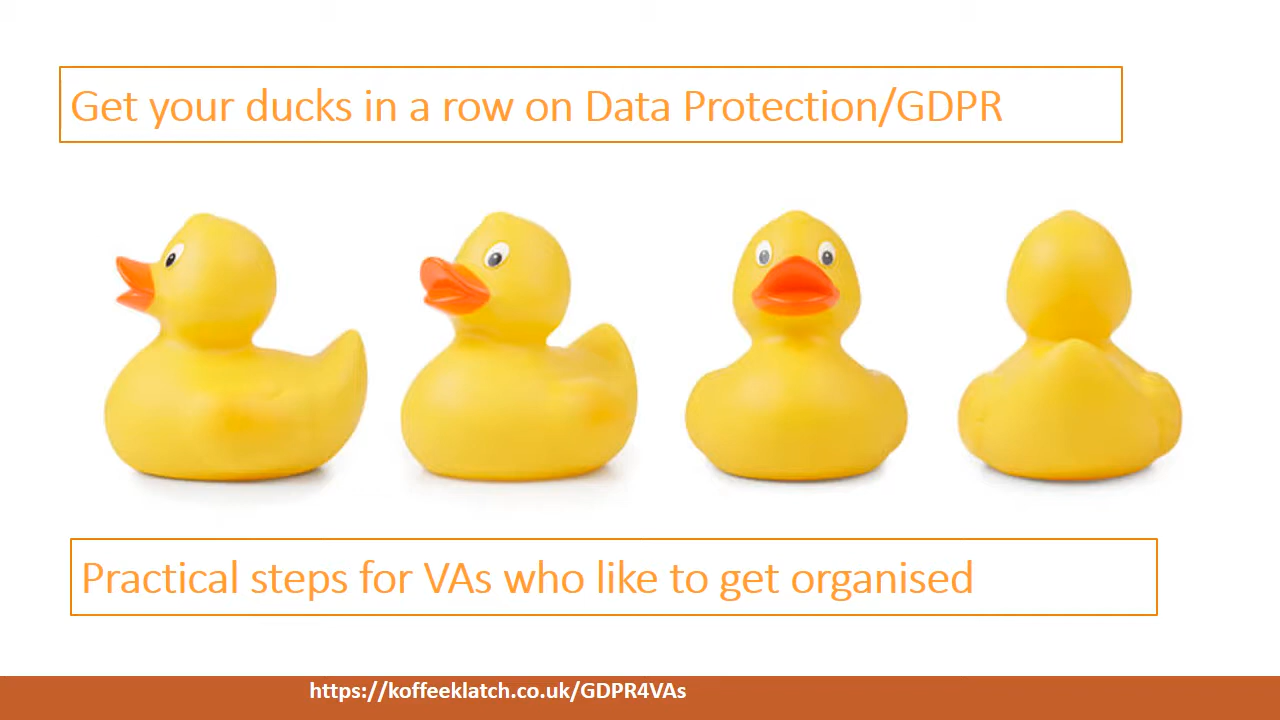 Get your ducks in a row on Data Protection/GDPR
Practical steps for VAs who like to get organised
https://koffeeklatch.co.uk/GDPR4VAs